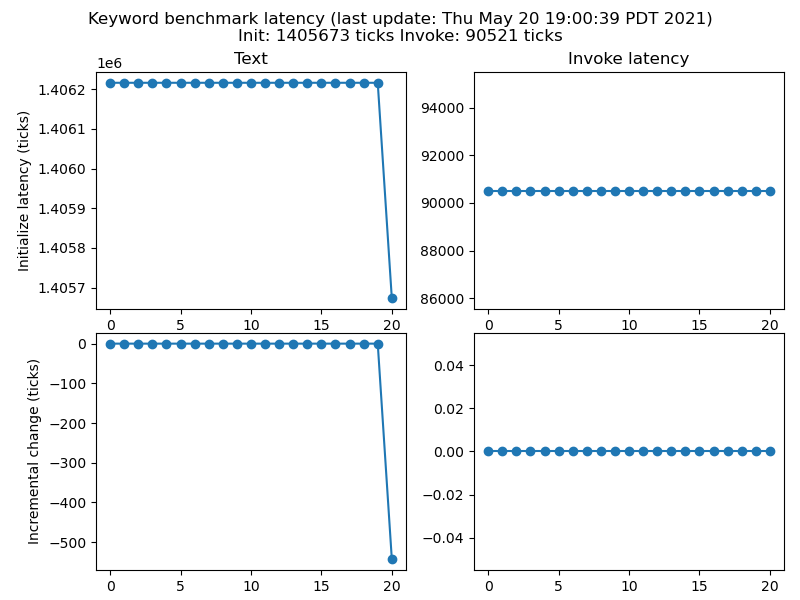 Keyword benchmark latency (last update: Thu May 20 19:00:39 PDT 2021)
Init: 1405673 ticks Invoke: 90521 ticks
Text
1e6
Initialize latency (ticks)
1.4062
1.4061
1.4060
1.4059
1.4058
1.4057
0 5 10 15 20
Invoke latency
94000
92000
90000
88000
86000
0 5 10 15 20
Incremental change (ticks)
0
−100
−200
−300
−400
−500
0 5 10 15 20
0.04
0.02
0.00
−0.02
−0.04
0 5 10 15 20